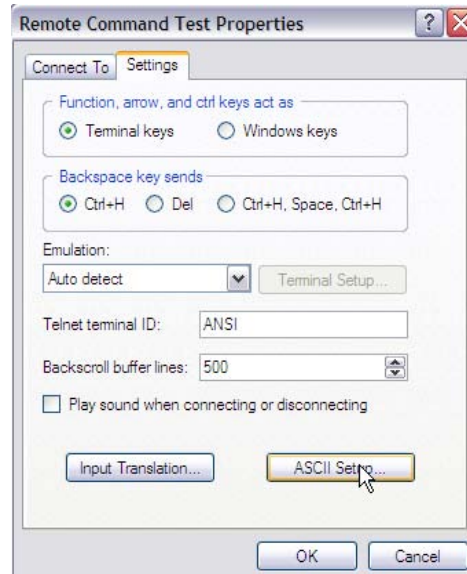 Remote Command Test Properties
Connect To Settings
Function, arrow, and ctrl keys act as
Terminal keys Windows keys
Backspace key sends
Ctrl+H Del Ctrl+H, Space, Ctrl+H
Emulation:
Auto detect Terminal Setup...
Telnet terminal ID: ANSI
Backscroll buffer lines: 500
Play sound when connecting or disconnecting
Input Translation... ASCII Setup...
OK Cancel